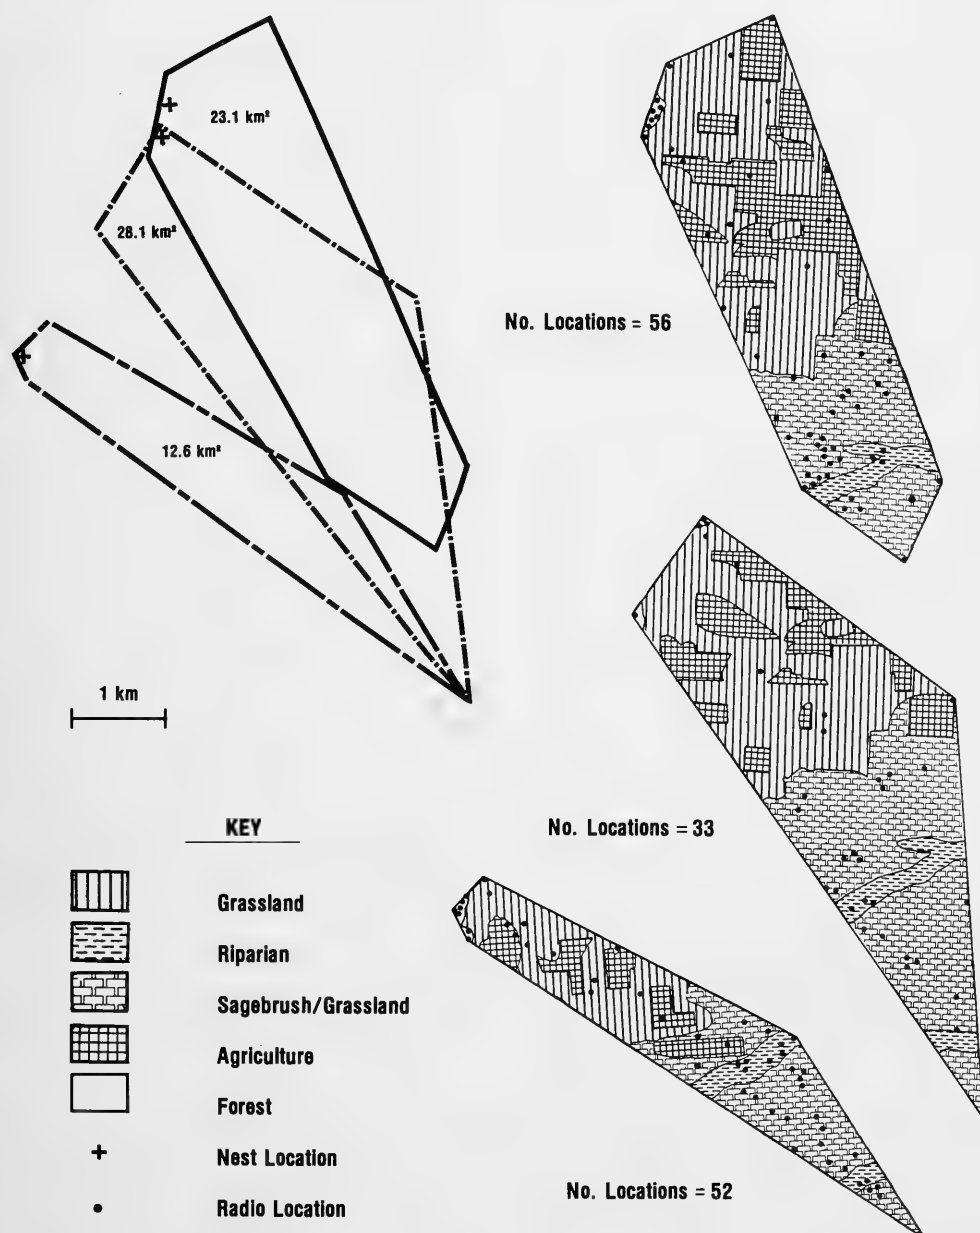 23.1 km²
28.1 km²
12.6 km²
No. Locations = 56
1 km
No. Locations = 33
KEY
Grassland
Riparian
Sagebrush/Grassland
Agriculture
Forest
Nest Location
Radio Location
No. Locations = 52